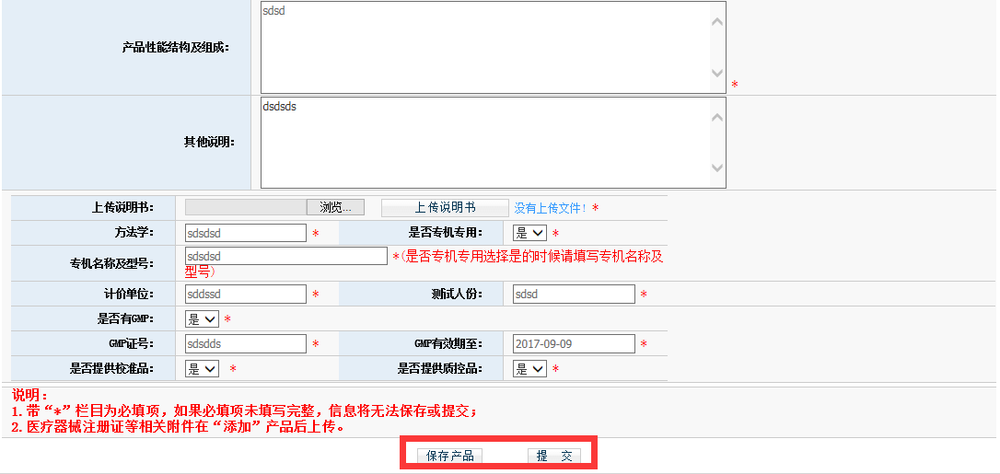 产品性能结构及组成：
sdsd
*
其他说明：
dsdsds
上传说明书： 浏览... 上传说明书 没有上传文件！*
方法学： sdsdsd * 是否专机专用： 是 *
专机名称及型号： sdsdsd *(是否专机专用选择是的时候请填写专机名称及
型号)
计价单位： sddssd * 测试人份： sdsd *
是否有GMP： 是 *
GMP证号： sdsdds * GMP有效期至： 2017-09-09 *
是否提供校准品： 是 * 是否提供质控品： 是 *
说明：
1.带“*”栏目为必填项，如果必填项未填写完整，信息将无法保存或提交；
2.医疗器械注册证等相关附件在“添加”产品后上传。
保存产品 提 交